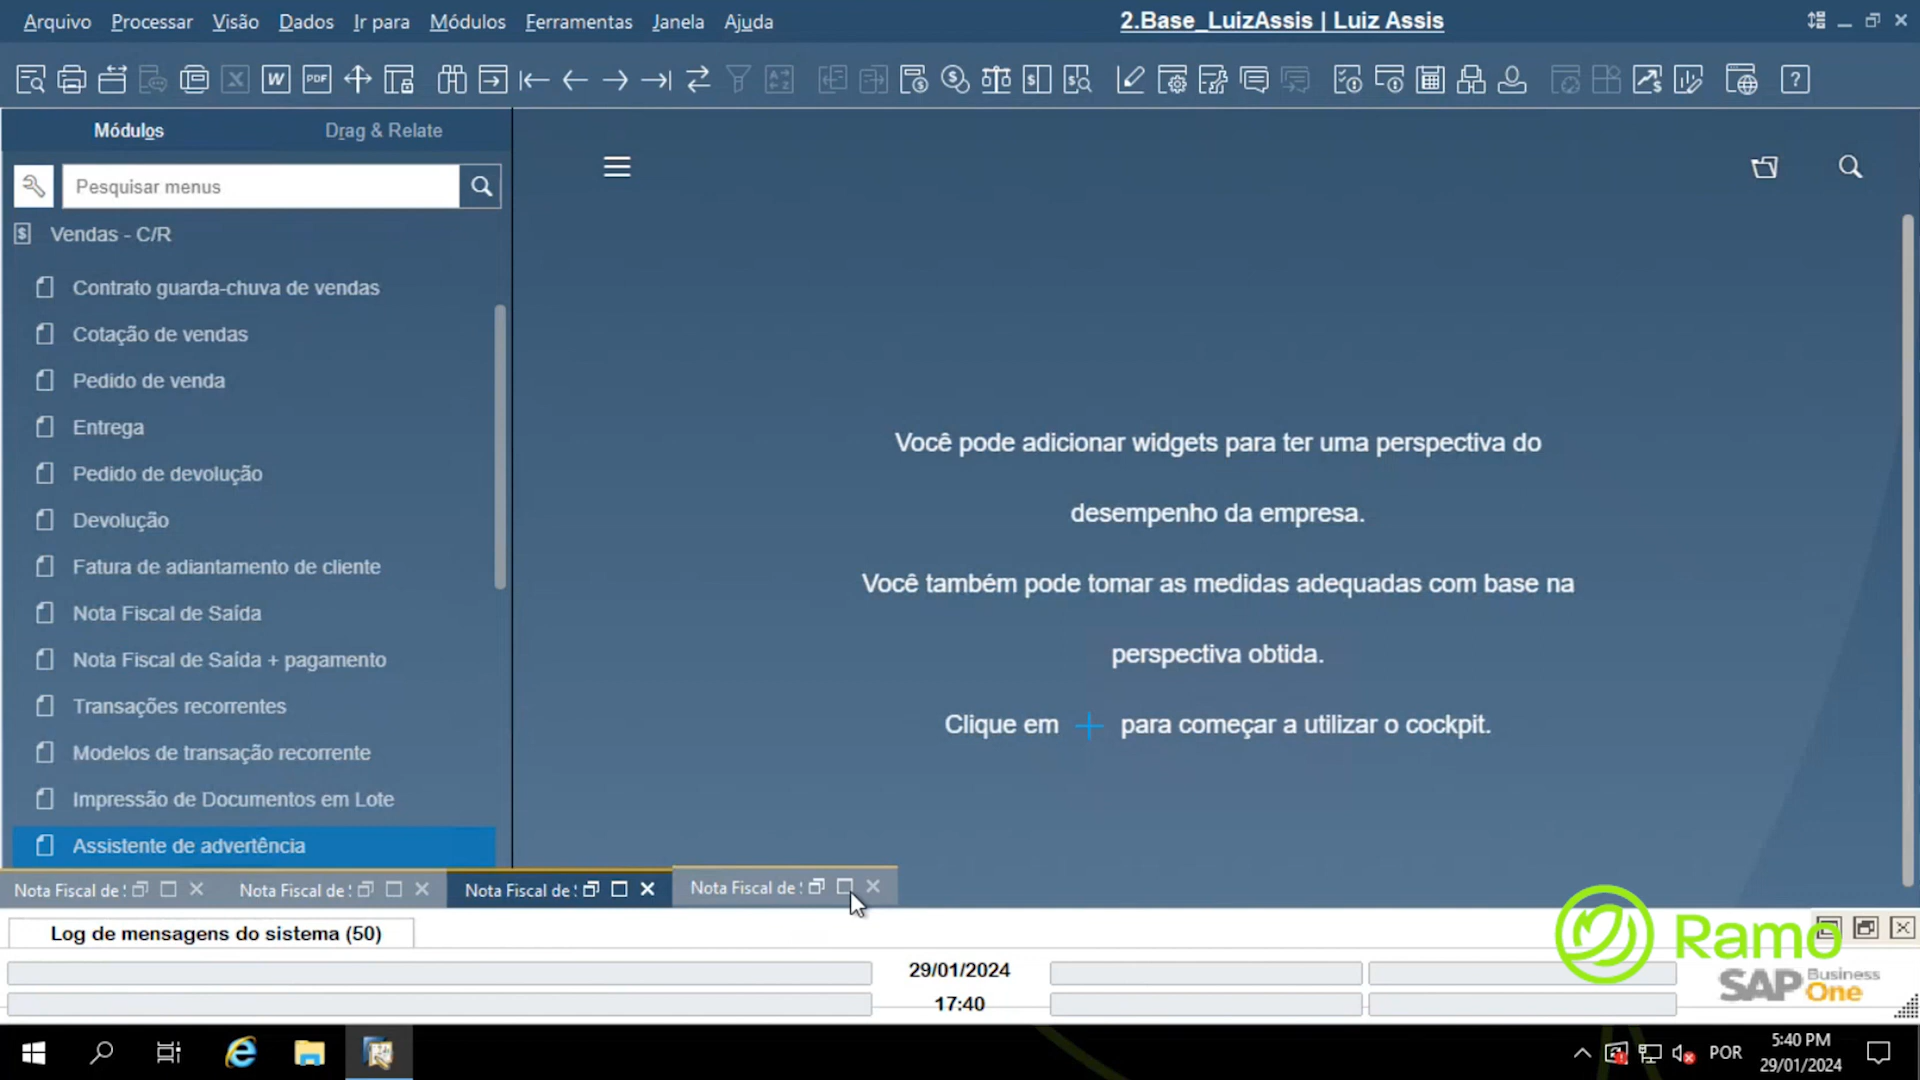 Arquivo Processar Visão Dados Ir para Módulos Ferramentas Janela Ajuda
2.Base_LuizAssis | Luiz Assis
Módulos Drag & Relate
Pesquisar menus
Vendas - C/R
Contrato guarda-chuva de vendas
Cotação de vendas
Pedido de venda
Entrega
Pedido de devolução
Devolução
Fatura de adiantamento de cliente
Nota Fiscal de Saída
Nota Fiscal de Saída + pagamento
Transações recorrentes
Modelos de transação recorrente
Impressão de Documentos em Lote
Assistente de advertência
Você pode adicionar widgets para ter uma perspectiva do
desempenho da empresa.
Você também pode tomar as medidas adequadas com base na
perspectiva obtida.
Clique em + para começar a utilizar o cockpit.
Nota Fiscal de Nota Fiscal de Nota Fiscal de Nota Fiscal de
Log de mensagens do sistema (50)
29/01/2024
17:40
Ramo
SAP Business One
POR
5:40 PM
29/01/2024